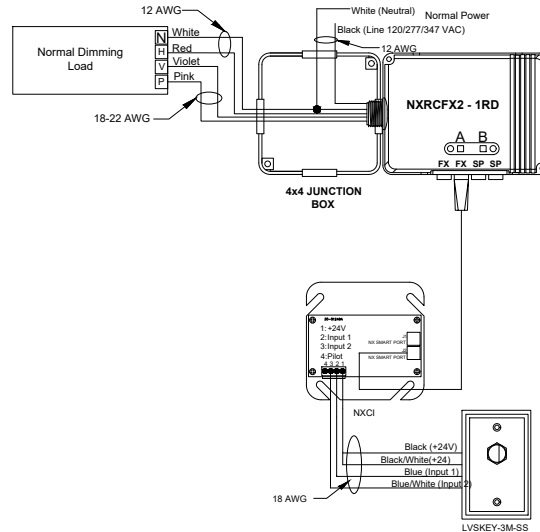 12 AWG
White (Neutral)
Normal Power
Black (Line 120/277/347 VAC)
12 AWG
Normal Dimming
Load
N
H
V
P
White
Red
Violet
Pink
18-22 AWG
NXRCFX2 - 1RD
A B
FX FX SP SP
4x4 JUNCTION
BOX
1: +24V
2:Input 1
3:Input 2
4:Pilot
4 3 2 1
J1
NX SMART PORT
NX SMART PORT
NXCI
Black (+24V)
Black/White(+24)
Blue (Input 1)
Blue/White (Input 2)
18 AWG
LVSKEY-3M-SS